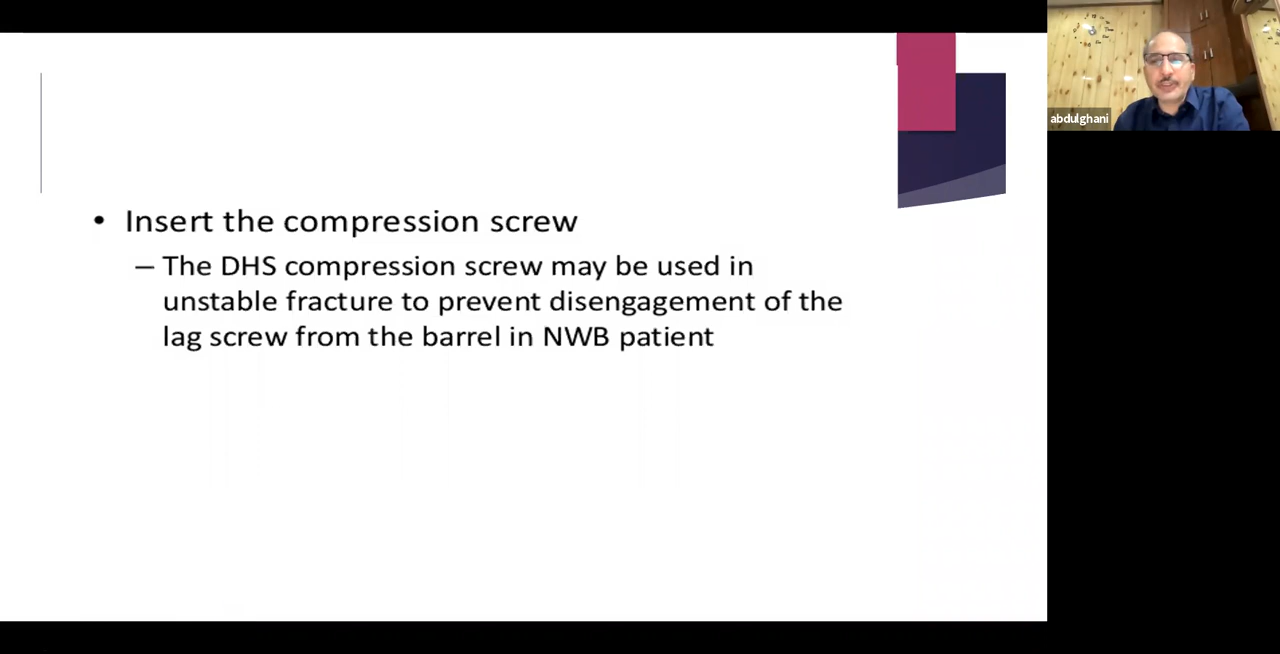 • Insert the compression screw
– The DHS compression screw may be used in
unstable fracture to prevent disengagement of the
lag screw from the barrel in NWB patient
abdulghani